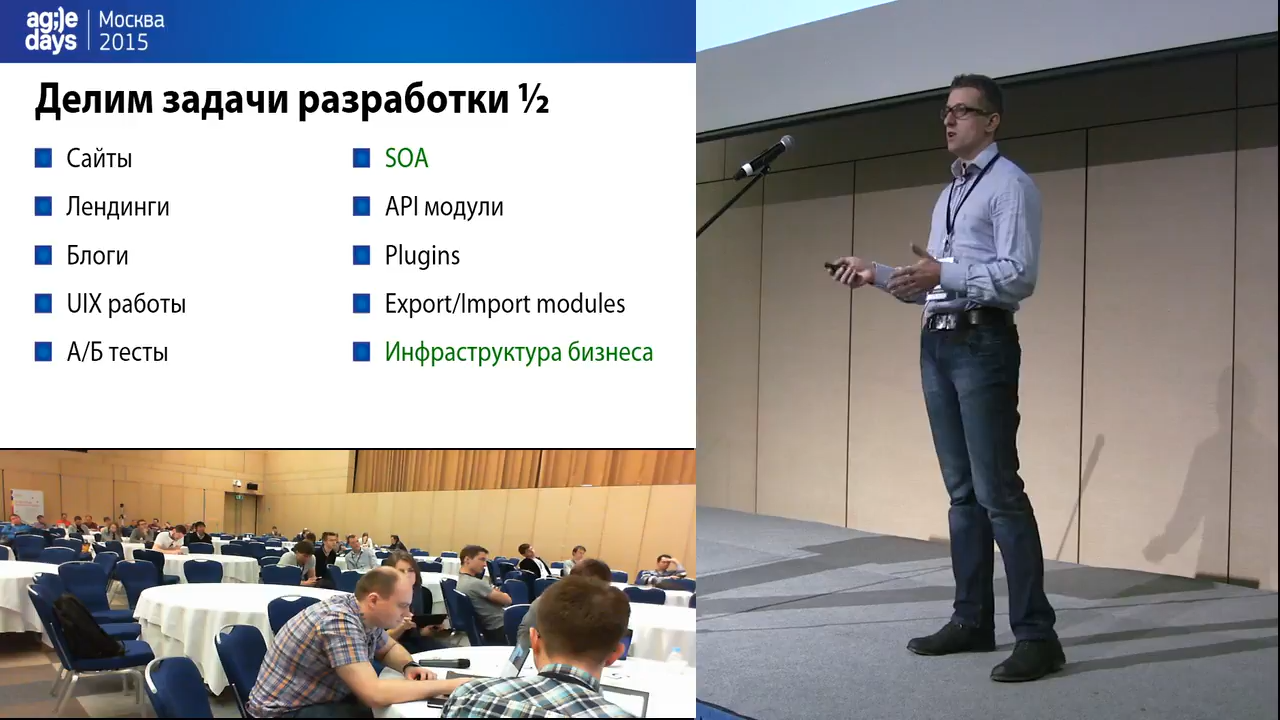 agile days
Москва
2015
Делим задачи разработки ½
Сайты
Лендинги
Блоги
UIX работы
А/Б тесты
SOA
API модули
Plugins
Export/Import modules
Инфраструктура бизнеса